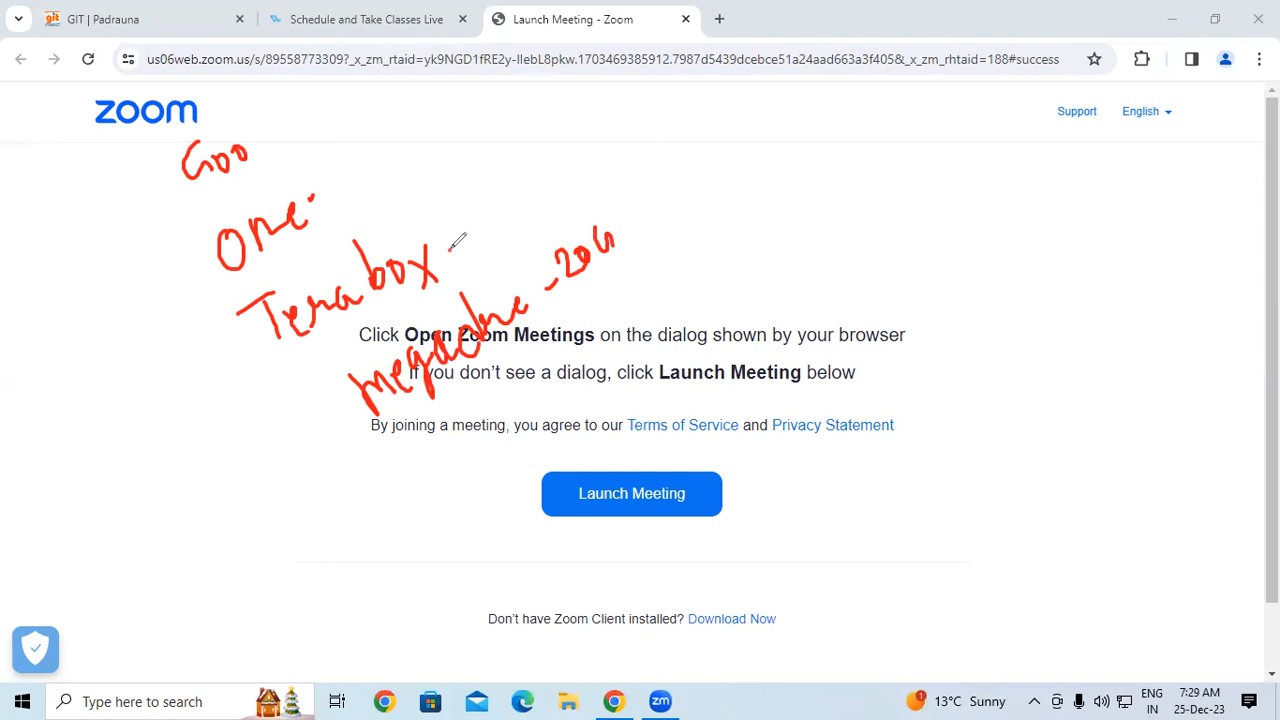 GIT | Padrauna
Schedule and Take Classes Live
Launch Meeting - Zoom
us06web.zoom.us/s/89558773309?_x_zm_rtaid=yk9NGD1fRE2y-IIebL8pkw.1703469385912.7987d5439dcebce51a24aad663a3f405&_x_zm_rhtaid=188#success
zoom
Support
English
Goo
One
Terabox
-20G
Click Open Zoom Meetings on the dialog shown by your browser
If you don’t see a dialog, click Launch Meeting below
By joining a meeting, you agree to our Terms of Service and Privacy Statement
Launch Meeting
Don’t have Zoom Client installed? Download Now
Type here to search
zm
1
13°C Sunny
ENG
IN
7:29 AM
25-Dec-23